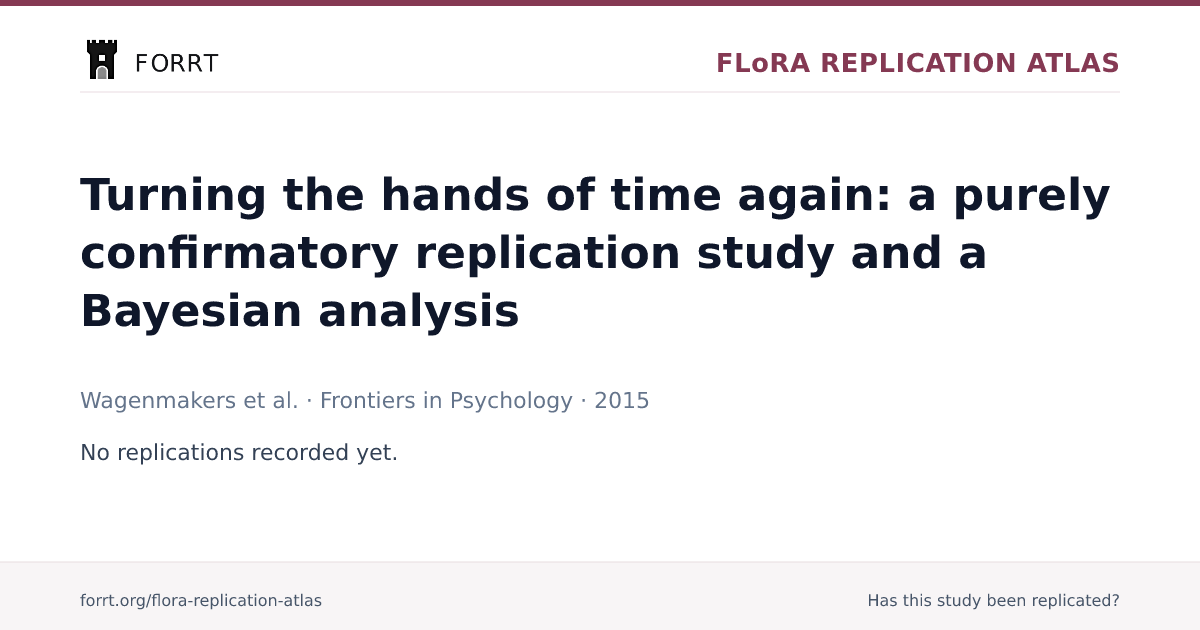 FORRT
FLoRA REPLICATION ATLAS
Turning the hands of time again: a purely
confirmatory replication study and a
Bayesian analysis
Wagenmakers et al. · Frontiers in Psychology · 2015
No replications recorded yet.
forrt.org/flora-replication-atlas
Has this study been replicated?